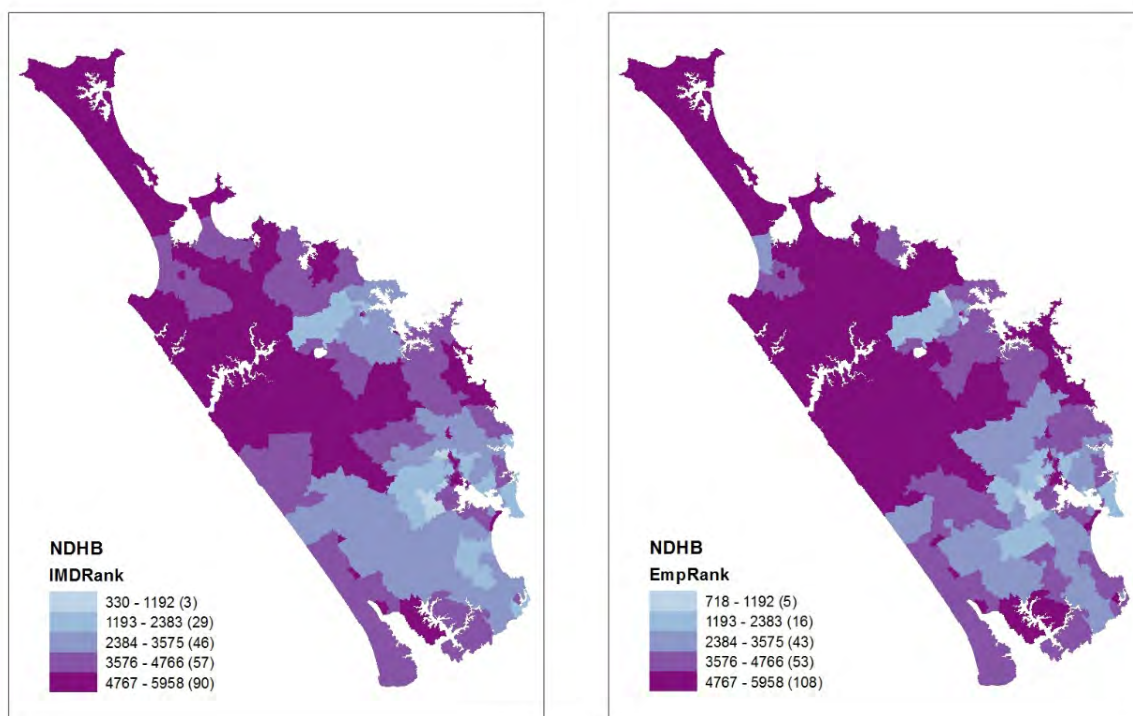 NDHB
IMDRank
330 - 1192 (3)
1193 - 2383 (29)
2384 - 3575 (46)
3576 - 4766 (57)
4767 - 5958 (90)
NDHB
EmpRank
718 - 1192 (5)
1193 - 2383 (16)
2384 - 3575 (43)
3576 - 4766 (53)
4767 - 5958 (108)